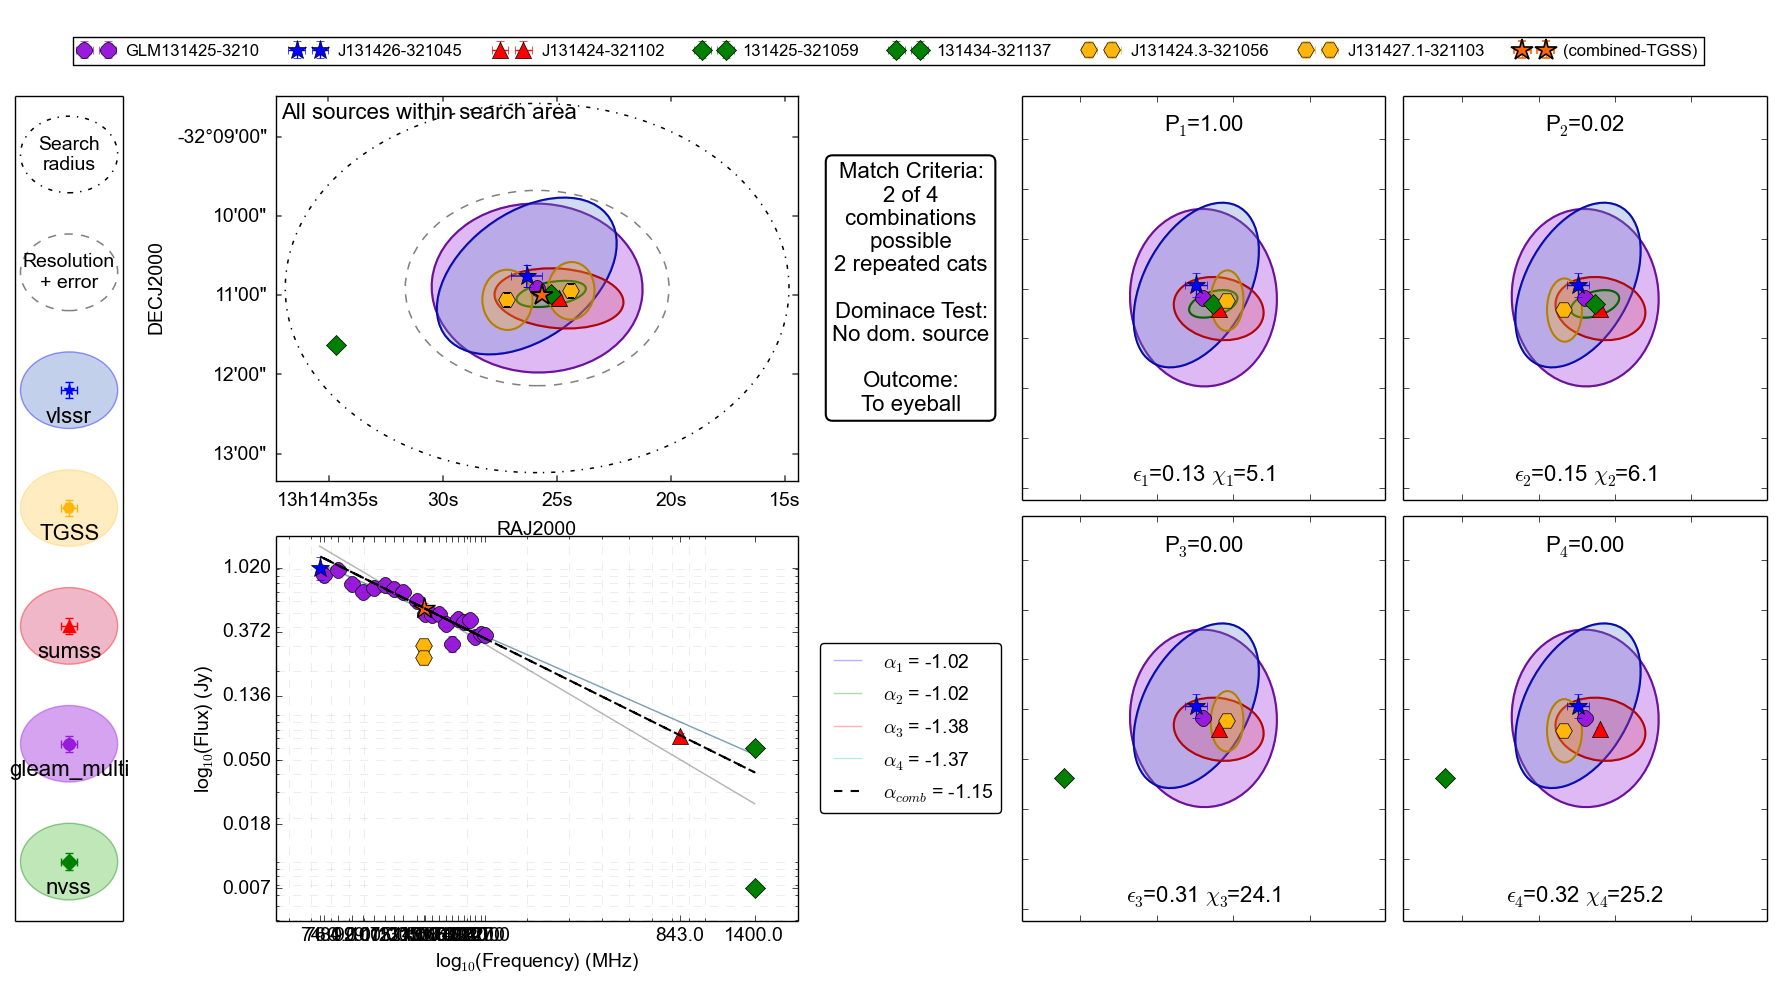 GLM131425-3210 J131426-321045 J131424-321102 131425-321059 131434-321137 J131424.3-321056 J131427.1-321103 (combined-TGSS)
Search
radius
Resolution
+ error
vlssr
TGSS
sumss
gleam_multi
nvss
All sources within search area
DECJ2000
-32°09'00"
10'00"
11'00"
12'00"
13'00"
13h14m35s 30s 25s 20s 15s
RAJ2000
Match Criteria:
2 of 4
combinations
possible
2 repeated cats
Dominace Test:
No dom. source
Outcome:
To eyeball
P1=1.00
ϵ1=0.13 χ1=5.1
P2=0.02
ϵ2=0.15 χ2=6.1
log10(Flux) (Jy)
1.020
0.372
0.136
0.050
0.018
0.007
843.0 1400.0
log10(Frequency) (MHz)
α1 = -1.02
α2 = -1.02
α3 = -1.38
α4 = -1.37
αcomb = -1.15
P3=0.00
ϵ3=0.31 χ3=24.1
P4=0.00
ϵ4=0.32 χ4=25.2